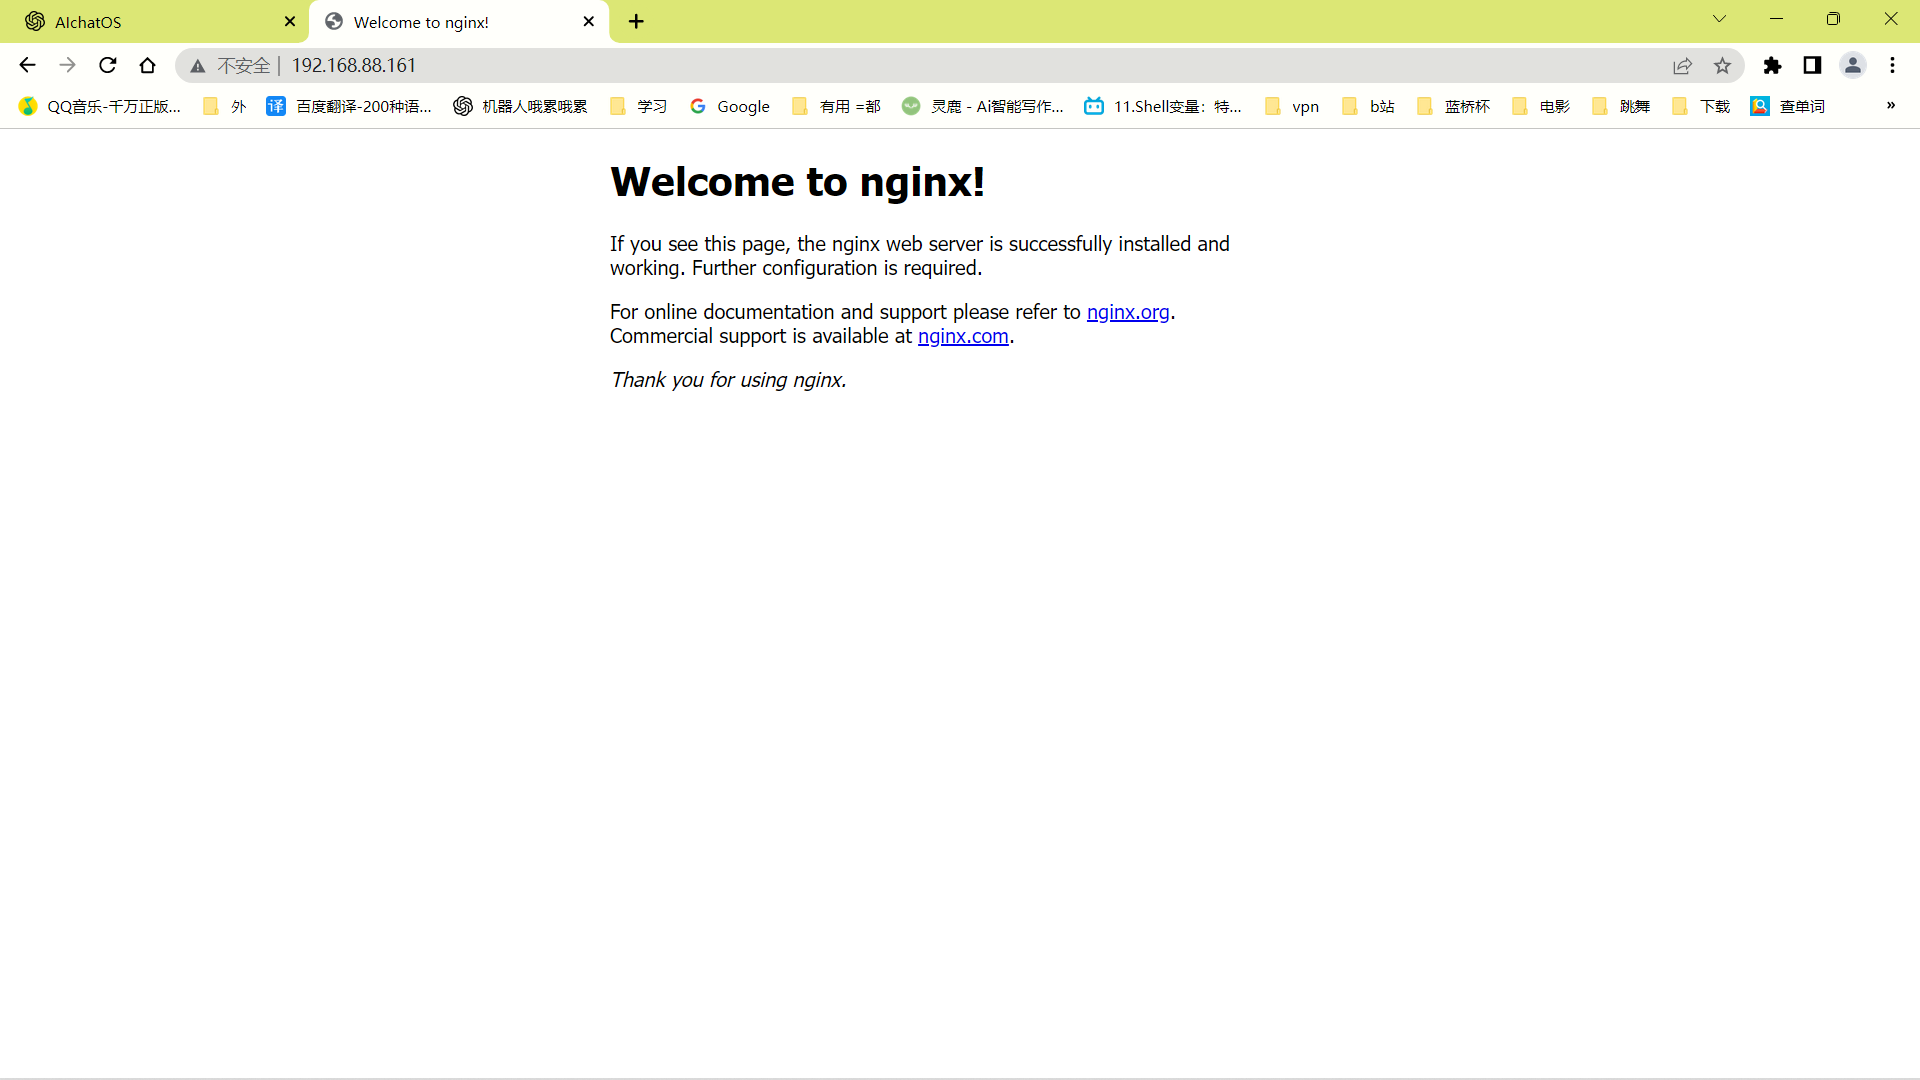 AIchatOS
Welcome to nginx!
不安全 | 192.168.88.161
QQ音乐-千万正版... 外 百度翻译-200种语... 机器人哦累哦累 学习 Google 有用 =都 灵鹿 - Ai智能写作... 11.Shell变量：特... vpn b站 蓝桥杯 电影 跳舞 下载 查单词 »
Welcome to nginx!
If you see this page, the nginx web server is successfully installed and
working. Further configuration is required.
For online documentation and support please refer to nginx.org.
Commercial support is available at nginx.com.
Thank you for using nginx.